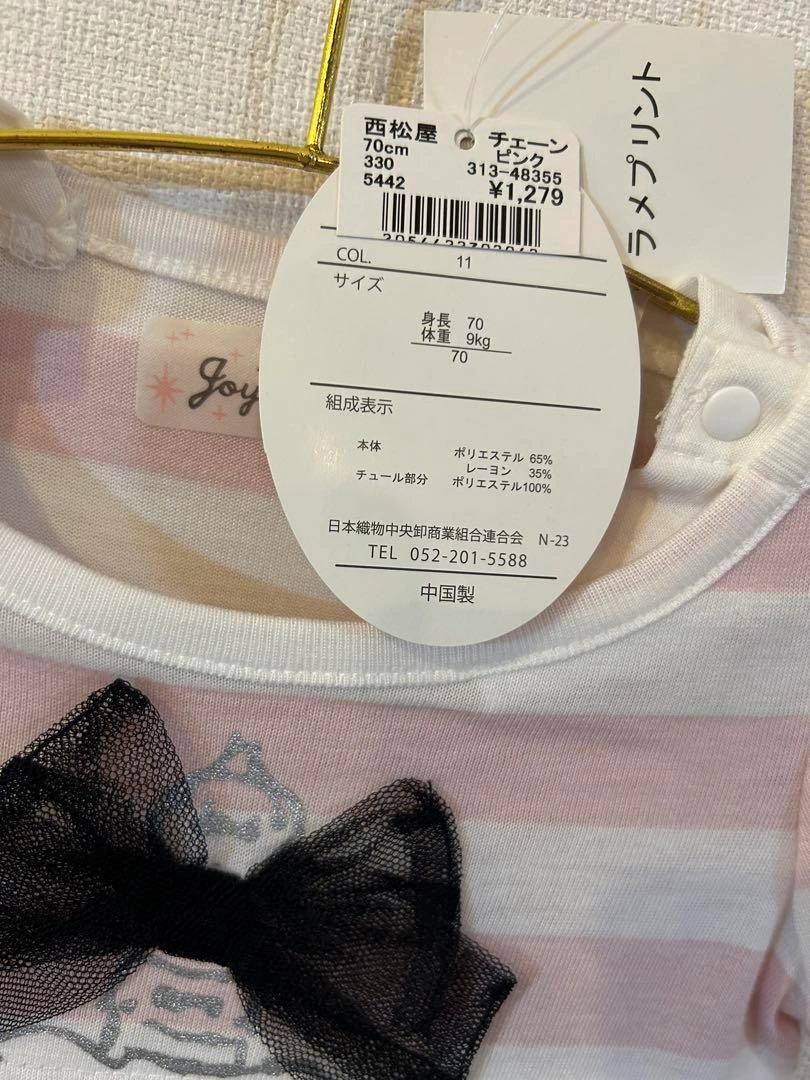 ラメプリント
西松屋
70cm
330
5442
チェーン
ピンク
313-48355
¥1,279
COL. 11
サイズ
身長 70
体重 9kg
70
組成表示
本体 ポリエステル 65%
レーヨン 35%
チュール部分 ポリエステル100%
日本織物中央卸商業組合連合会 N-23
TEL 052-201-5588
中国製
Joy